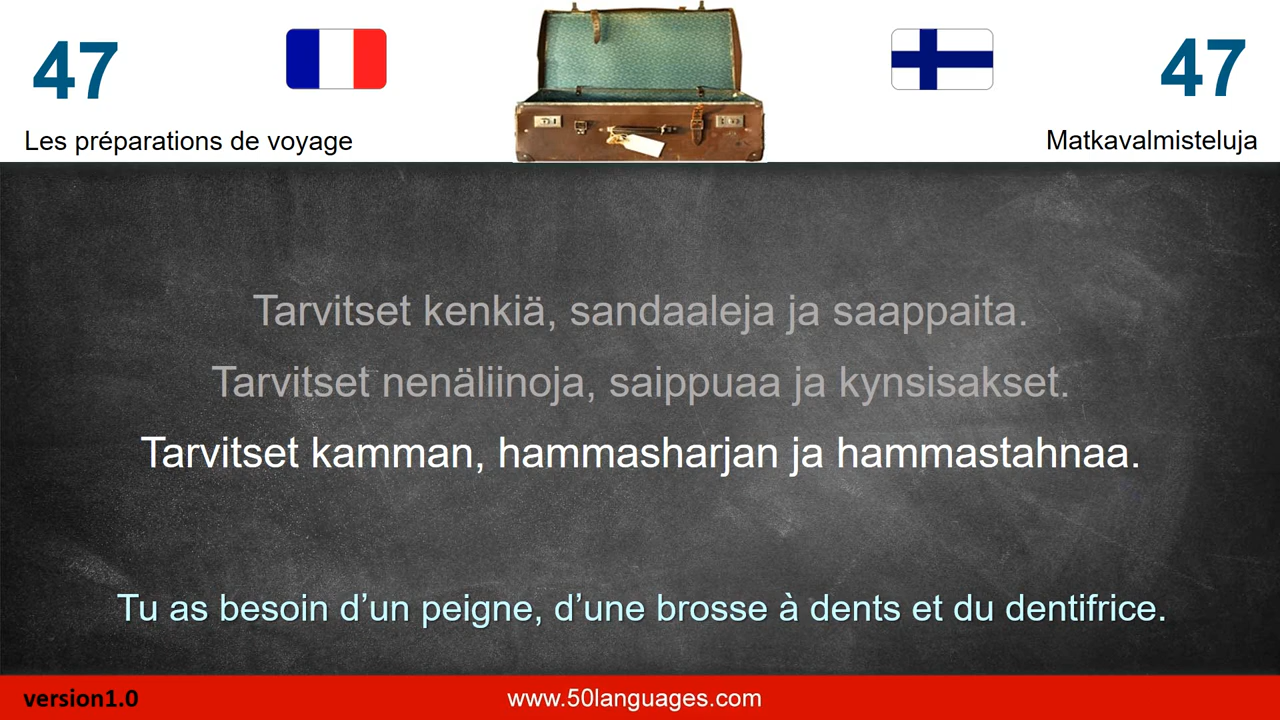 47
47
Les préparations de voyage
Matkavalmisteluja
Tarvitset kenkiä, sandaaleja ja saappaita.
Tarvitset nenäliinoja, saippuaa ja kynsisakset.
Tarvitset kamman, hammasharjan ja hammastahnaa.
Tu as besoin d’un peigne, d’une brosse à dents et du dentifrice.
version1.0
www.50languages.com